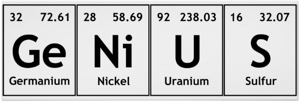 32 72.61 28 58.69 92 238.03 16 32.07
Ge Ni U S
Germanium Nickel Uranium Sulfur